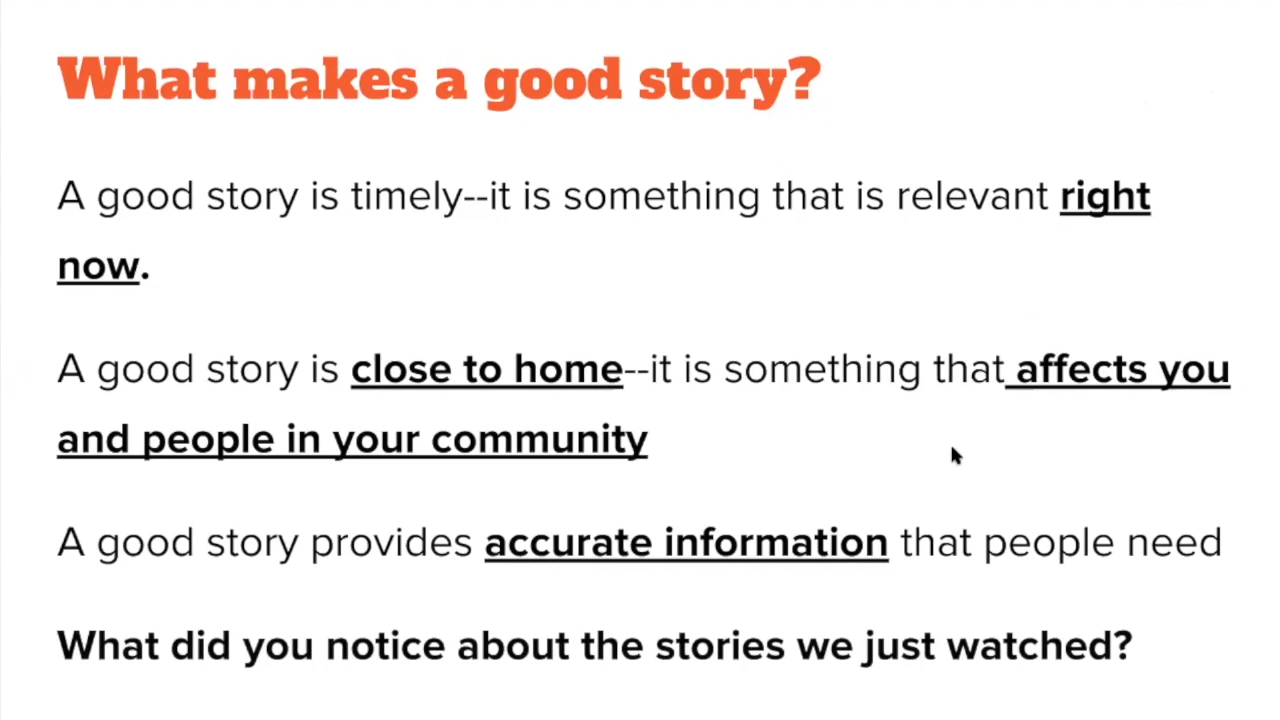 What makes a good story?
A good story is timely--it is something that is relevant right
now.
A good story is close to home--it is something that affects you
and people in your community
A good story provides accurate information that people need
What did you notice about the stories we just watched?